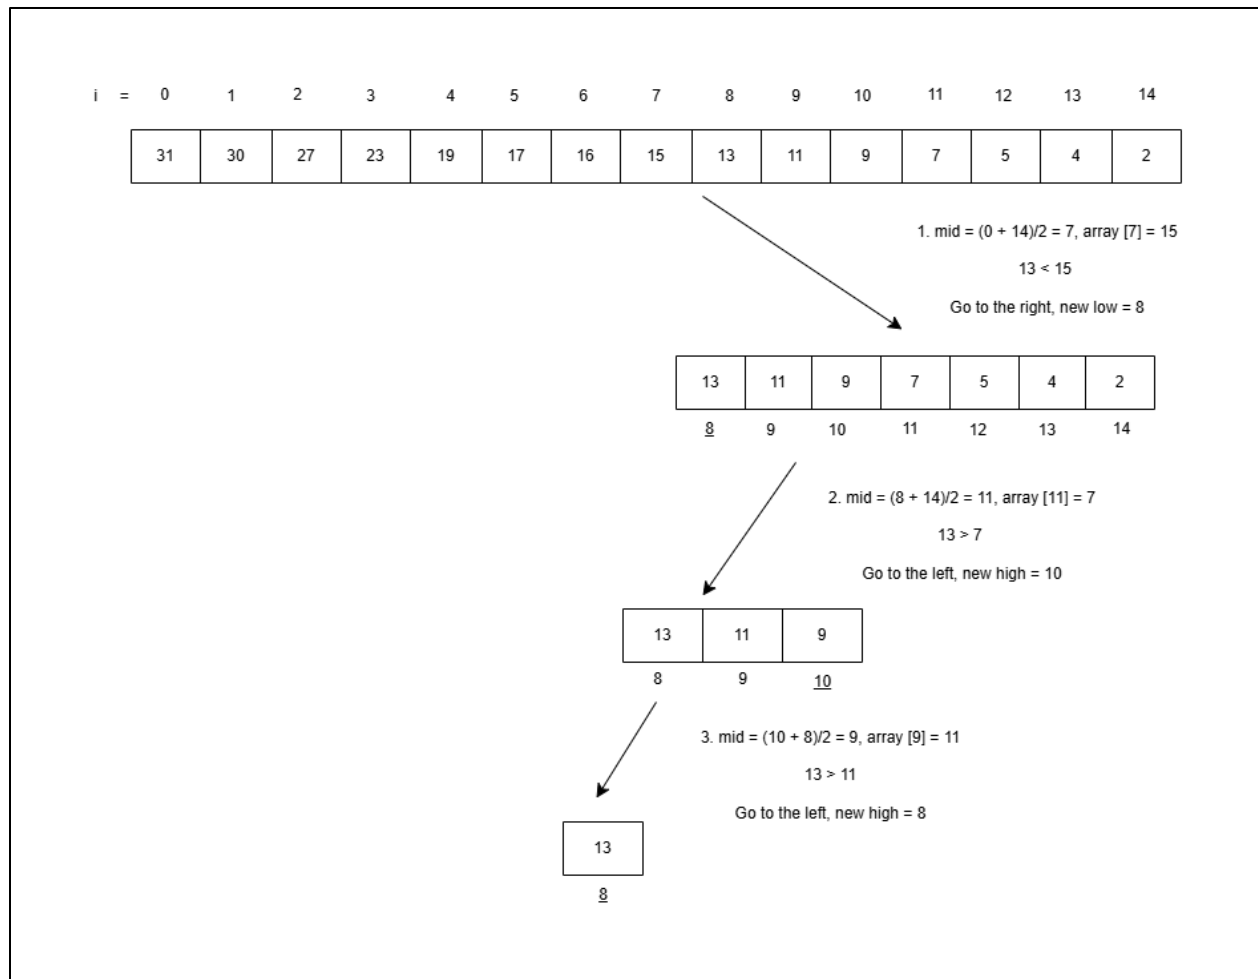 i = 0 1 2 3 4 5 6 7 8 9 10 11 12 13 14
31 30 27 23 19 17 16 15 13 11 9 7 5 4 2
1. mid = (0 + 14)/2 = 7, array [7] = 15
13 < 15
Go to the right, new low = 8
13 11 9 7 5 4 2
8 9 10 11 12 13 14
2. mid = (8 + 14)/2 = 11, array [11] = 7
13 > 7
Go to the left, new high = 10
13 11 9
8 9 10
3. mid = (10 + 8)/2 = 9, array [9] = 11
13 > 11
Go to the left, new high = 8
13
8